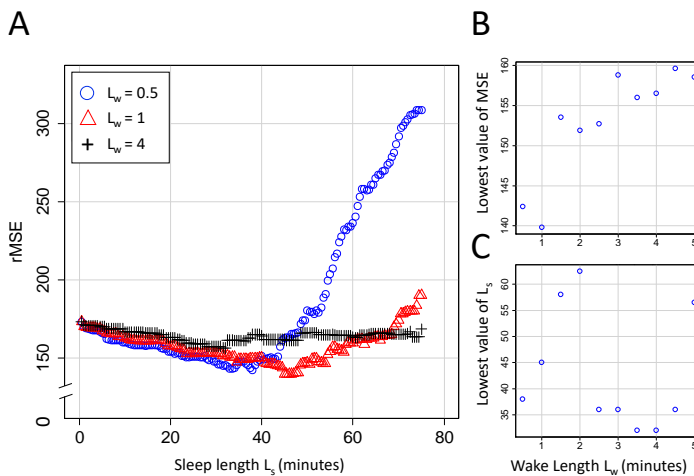 A
rMSE
300
250
200
150
0
L_w = 0.5
L_w = 1
L_w = 4
0 20 40 60 80
Sleep length L_s (minutes)
B
Lowest value of MSE
160
155
150
145
140
1 2 3 4 5
C
Lowest value of L_s
60
55
50
45
40
35
1 2 3 4 5
Wake Length L_w (minutes)